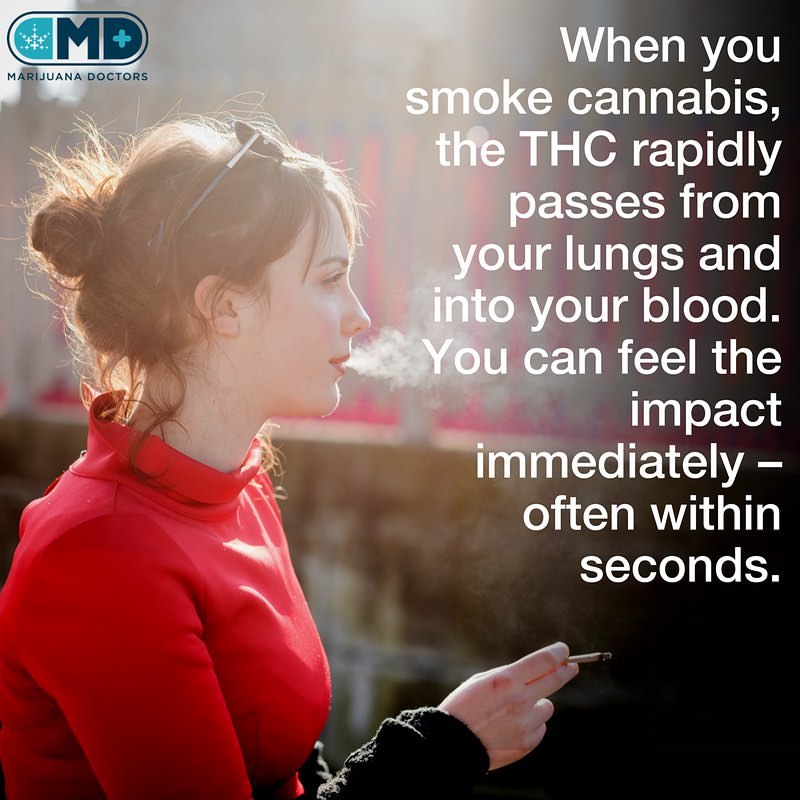 MD
MARIJUANA DOCTORS
When you
smoke cannabis,
the THC rapidly
passes from
your lungs and
into your blood.
You can feel the
impact
immediately –
often within
seconds.